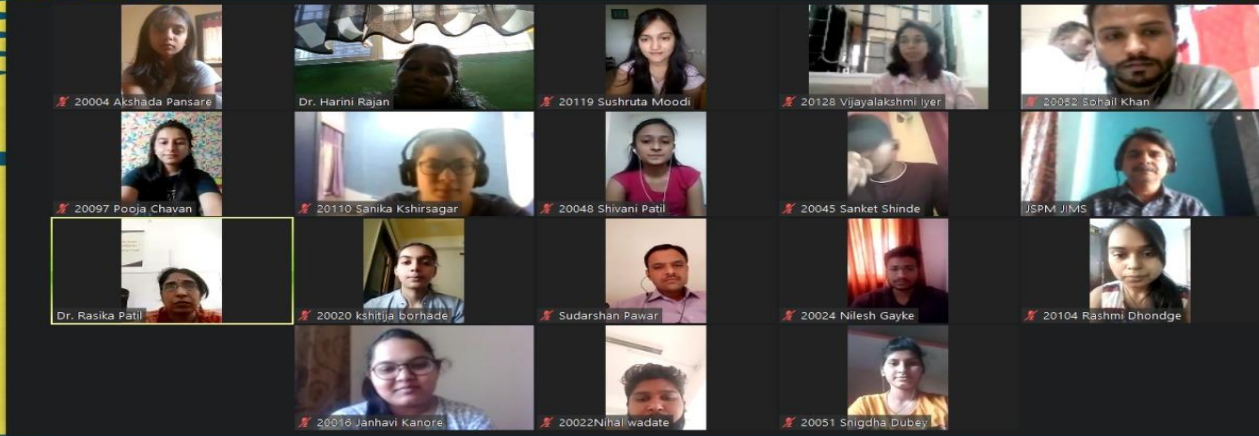 20004 Akshada Pansare
Dr. Harini Rajan
20119 Sushruta Moodi
20128 Vijayalakshmi Iyer
20052 Sohail Khan
20097 Pooja Chavan
20110 Sanika Kshirsagar
20048 Shivani Patil
20045 Sanket Shinde
JSPM JIMS
Dr. Rasika Patil
20020 kshitija borhade
Sudarshan Pawar
20024 Nilesh Gayke
20104 Rashmi Dhondge
20016 Janhavi Kanore
20022Nihal wadate
20051 Snigdha Dubey